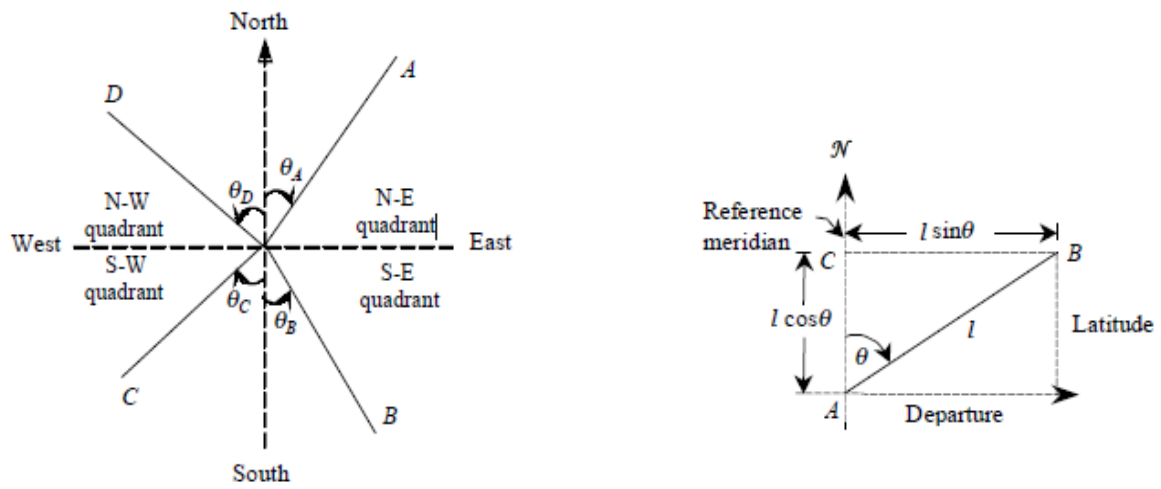 North
A
D
θA
θD
N-W
quadrant
N-E
quadrant
West
East
S-W
quadrant
S-E
quadrant
θC
θB
C
B
South
N
Reference
meridian
l sinθ
C
B
l cosθ
l
Latitude
θ
A
Departure